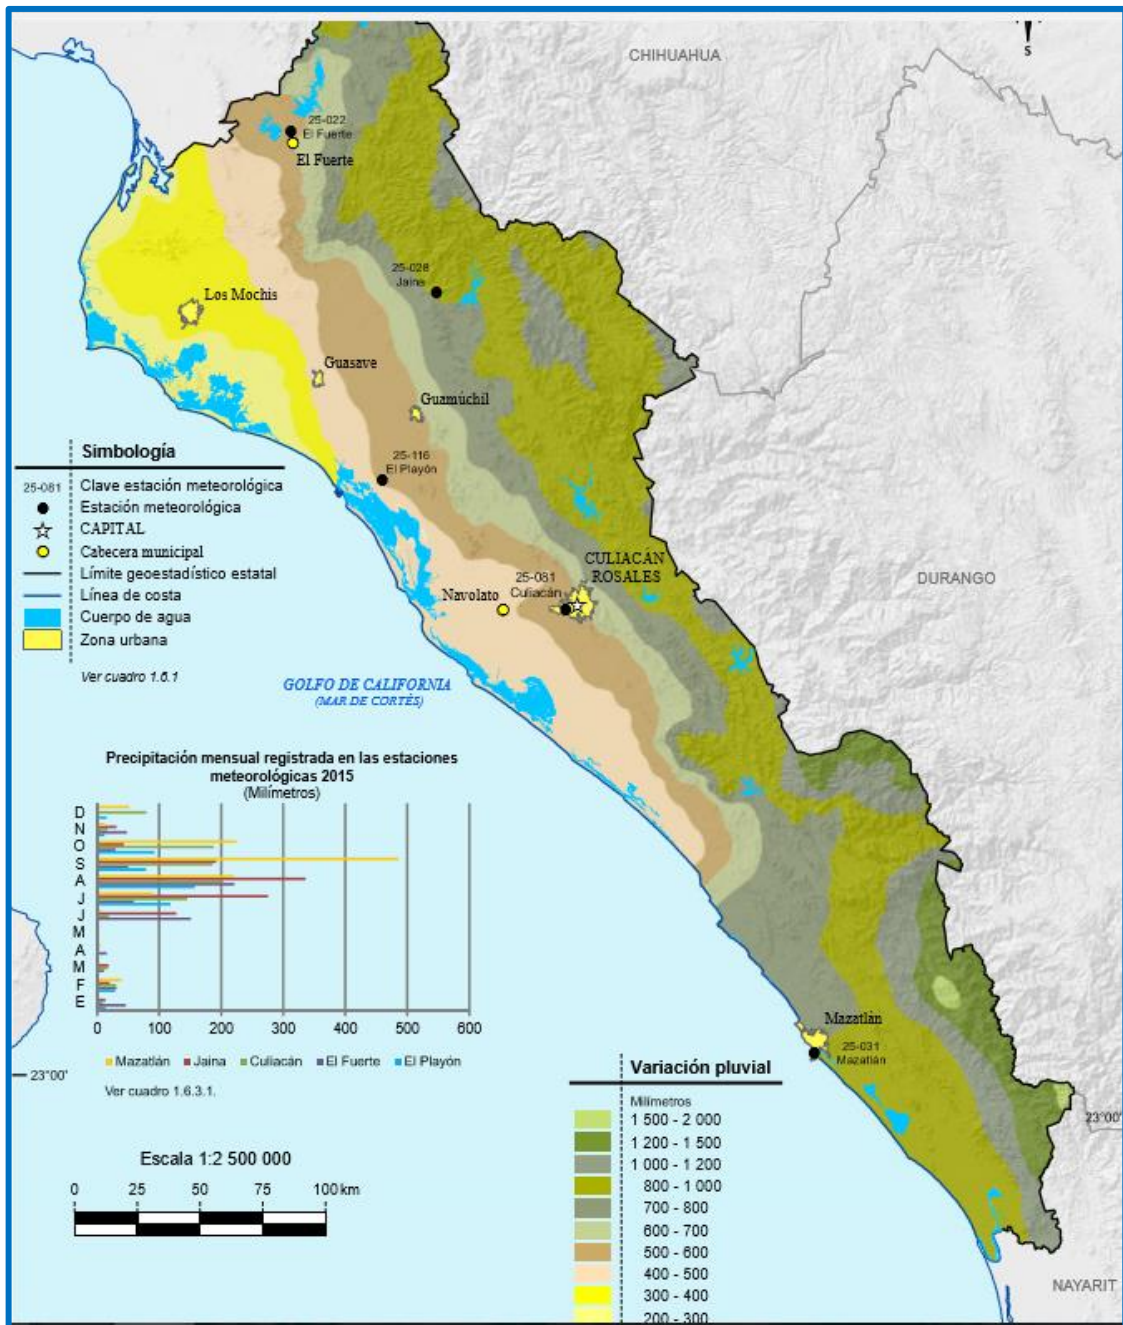 S
CHIHUAHUA
25-022
El Fuerte
El Fuerte
25-028
Jaina
Los Mochis
Guasave
Guamúchil
25-116
El Playón
CULIACÁN
ROSALES
25-081
Culiacán
Navolato
DURANGO
GOLFO DE CALIFORNIA
(MAR DE CORTÉS)
Simbología
25-081 Clave estación meteorológica
Estación meteorológica
CAPITAL
Cabecera municipal
Límite geoestadístico estatal
Línea de costa
Cuerpo de agua
Zona urbana
Ver cuadro 1.6.1
Precipitación mensual registrada en las estaciones
meteorológicas 2015
(Milímetros)
D
N
O
S
A
J
J
M
A
M
F
E
0 100 200 300 400 500 600
Mazatlán Jaina Culiacán El Fuerte El Playón
Ver cuadro 1.6.3.1.
23°00'
Mazatlán
25-031
Mazatlán
23°00'
Escala 1:2 500 000
0 25 50 75 100 km
Variación pluvial
Milímetros
1 500 - 2 000
1 200 - 1 500
1 000 - 1 200
800 - 1 000
700 - 800
600 - 700
500 - 600
400 - 500
300 - 400
200 - 300
NAYARIT